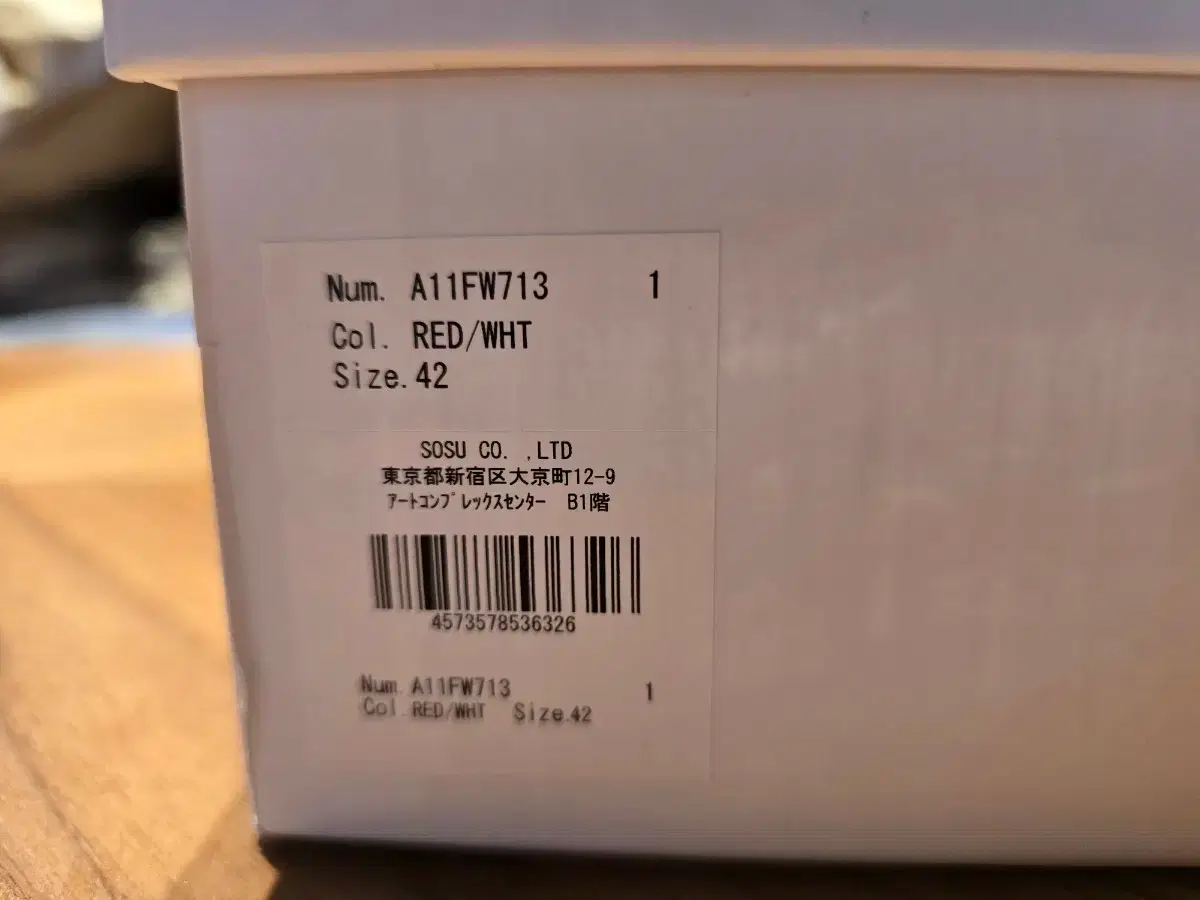 Num. A11FW713 1
Col. RED/WHT
Size.42
SOSU CO. ,LTD
東京都新宿区大京町12-9
ｱｰﾄｺﾝﾌﾟﾚｯｸｽｾﾝﾀｰ B1階
4573578536326
Num.A11FW713 1
Col.RED/WHT Size.42